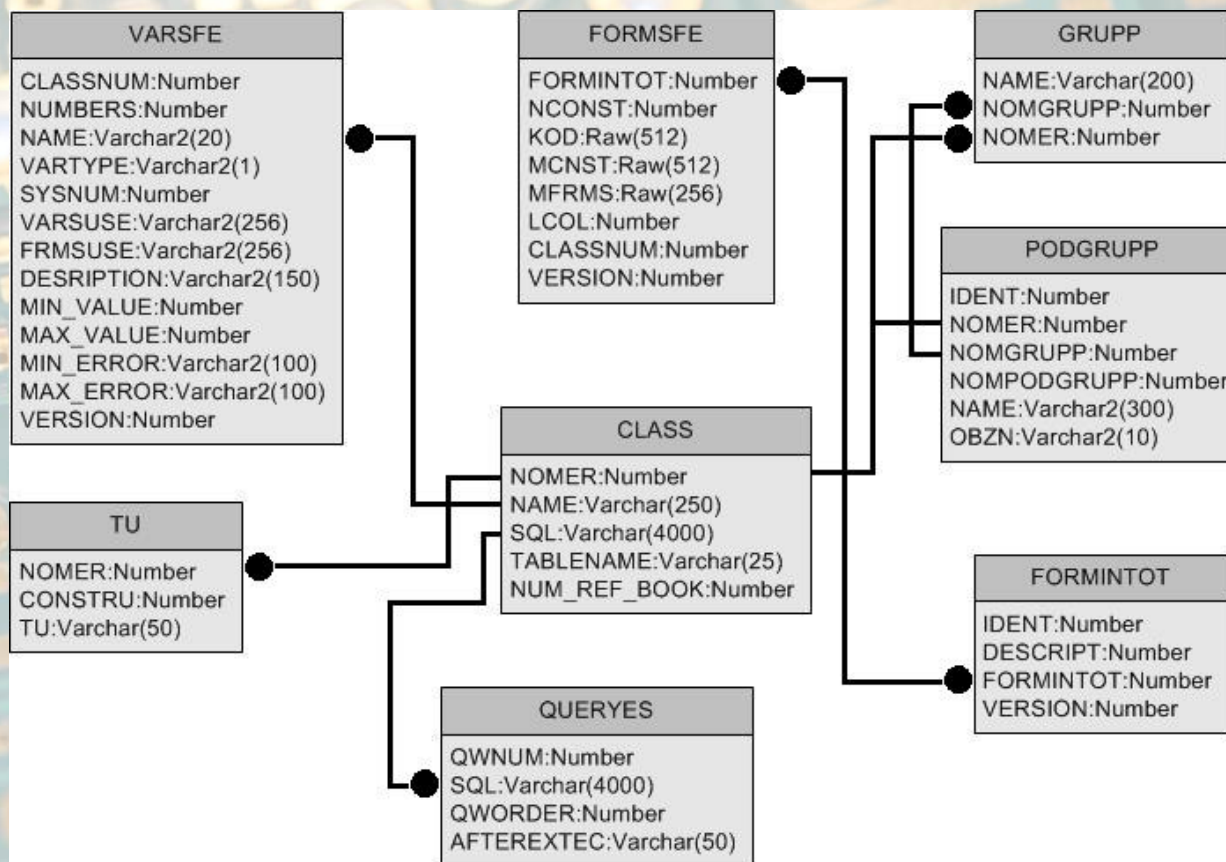 VARSFE
CLASSNUM:Number
NUMBERS:Number
NAME:Varchar2(20)
VARTYPE:Varchar2(1)
SYSNUM:Number
VARSUSE:Varchar2(256)
FRMSUSE:Varchar2(256)
DESRIPTION:Varchar2(150)
MIN_VALUE:Number
MAX_VALUE:Number
MIN_ERROR:Varchar2(100)
MAX_ERROR:Varchar2(100)
VERSION:Number
FORMSFE
FORMINTOT:Number
NCONST:Number
KOD:Raw(512)
MCNST:Raw(512)
MFRMS:Raw(256)
LCOL:Number
CLASSNUM:Number
VERSION:Number
GRUPP
NAME:Varchar(200)
NOMGRUPP:Number
NOMER:Number
PODGRUPP
IDENT:Number
NOMER:Number
NOMGRUPP:Number
NOMPODGRUPP:Number
NAME:Varchar2(300)
OBZN:Varchar2(10)
CLASS
NOMER:Number
NAME:Varchar(250)
SQL:Varchar(4000)
TABLENAME:Varchar(25)
NUM_REF_BOOK:Number
TU
NOMER:Number
CONSTRU:Number
TU:Varchar(50)
FORMINTOT
IDENT:Number
DESCRIPT:Number
FORMINTOT:Number
VERSION:Number
QUERYES
QWNUM:Number
SQL:Varchar(4000)
QWORDER:Number
AFTEREXTEC:Varchar(50)